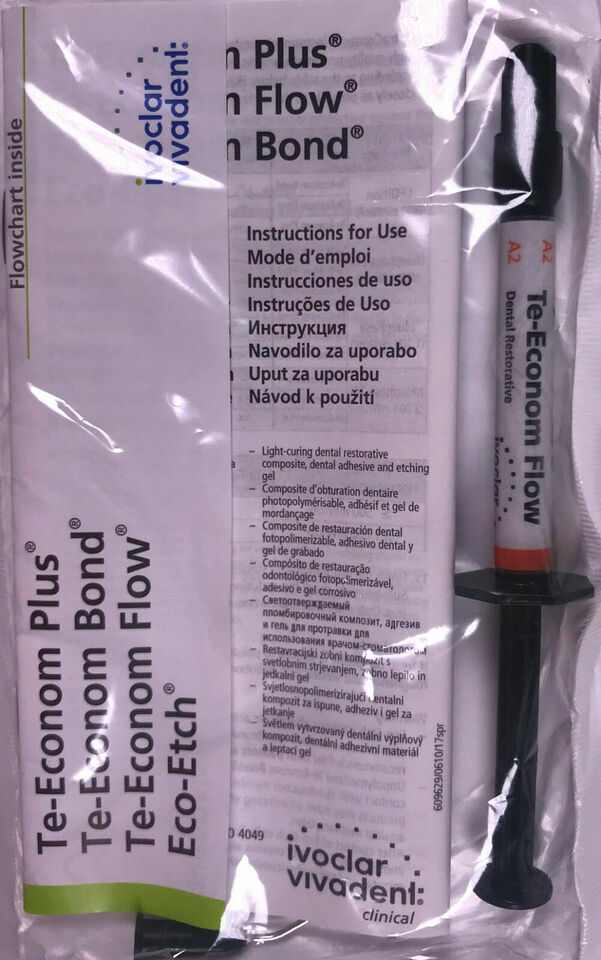 Flowchart inside
ivoclar
vivadent:
Te-Econom Plus®
Te-Econom Bond®
Te-Econom Flow®
Eco-Etch®
n Plus®
n Flow®
n Bond®
Instructions for Use
Mode d'emploi
Instrucciones de uso
Instruções de Uso
Инструкция
Navodilo za uporabo
Uput za uporabu
Návod k použití
– Light-curing dental restorative
composite, dental adhesive and etching
gel
– Composite d'obturation dentaire
photopolymérisable, adhésif et gel de
mordançage
– Composite de restauración dental
fotopolimerizable, adhesivo dental y
gel de grabado
– Compósito de restauração
odontológico fotopolimerizável,
adesivo e gel corrosivo
– Светоотверждаемый
пломбировочный композит, адгезив
и гель для протравки для
использования врачом-стоматологом
– Restavracijski zobni kompozit s
svetlobnim strjevanjem, zobno lepilo in
jedkalni gel
– Svjetlosnopolimerizirajući dentalni
kompozit za ispune, adheziv i gel za
jetkanje
– Světlem vytvrzovaný dentální výplňový
kompozit, dentální adhezivní materiál
a leptací gel
609629/0610/17spr
O 4049
ivoclar
vivadent:
clinical
A2
A2
Te-Econom Flow
Dental Restorative
ivoclar